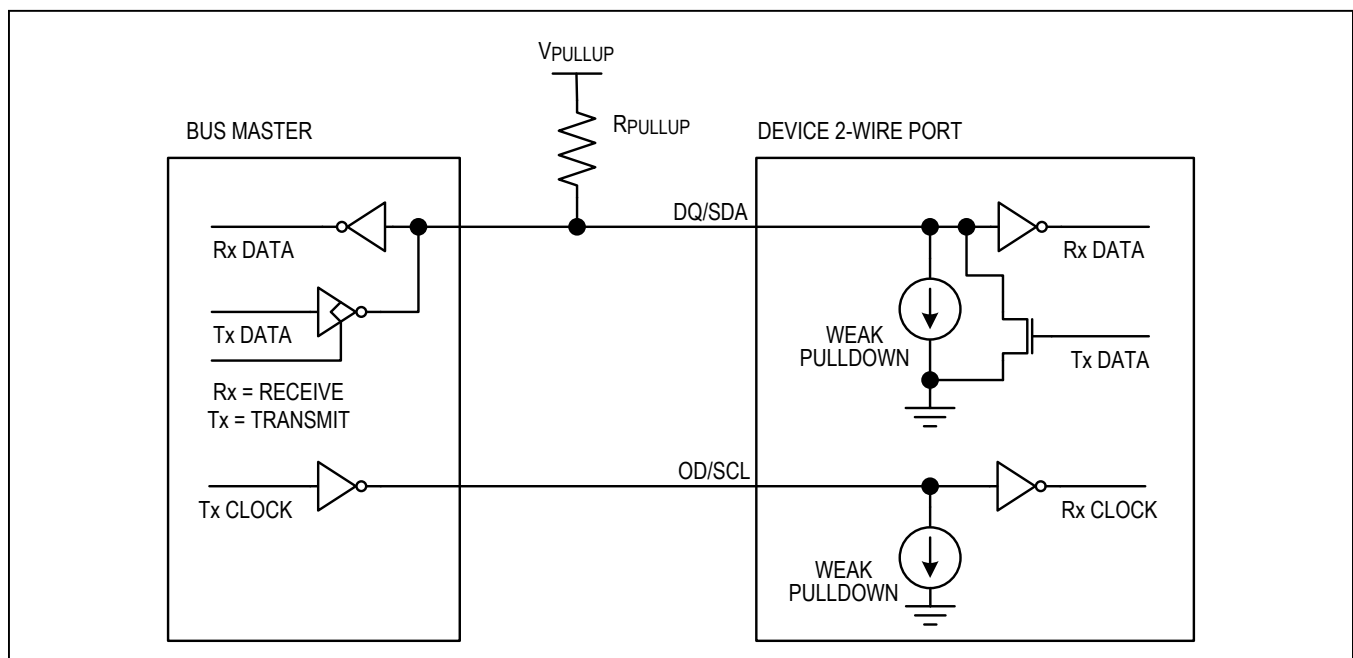 VPULLUP
RPULLUP
BUS MASTER
DEVICE 2-WIRE PORT
DQ/SDA
Rx DATA
Rx DATA
Tx DATA
WEAK
PULLDOWN
Tx DATA
Rx = RECEIVE
Tx = TRANSMIT
OD/SCL
Tx CLOCK
Rx CLOCK
WEAK
PULLDOWN